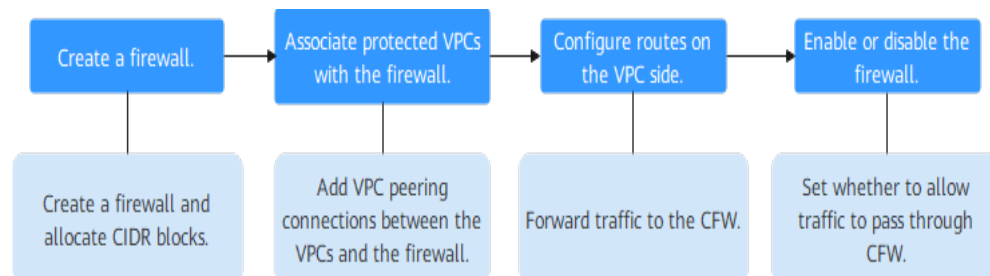 Create a firewall.
Associate protected VPCs
with the firewall.
Configure routes on
the VPC side.
Enable or disable the
firewall.
Create a firewall and
allocate CIDR blocks.
Add VPC peering
connections between the
VPCs and the firewall.
Forward traffic to the CFW.
Set whether to allow
traffic to pass through
CFW.